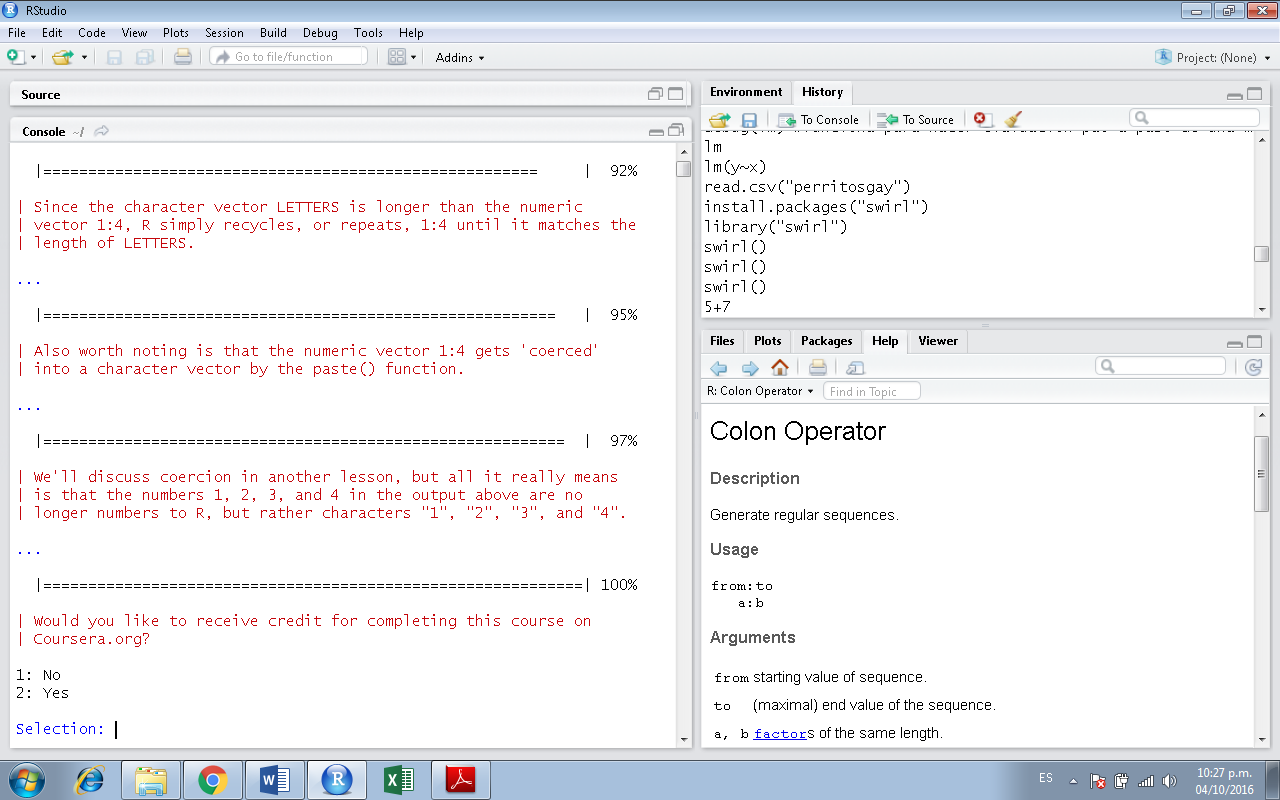 RStudio
File Edit Code View Plots Session Build Debug Tools Help
Go to file/function
Addins
Project: (None)
Source
Console ~/
|======================================================= | 92%
| Since the character vector LETTERS is longer than the numeric
| vector 1:4, R simply recycles, or repeats, 1:4 until it matches the
| length of LETTERS.
...
|========================================================= | 95%
| Also worth noting is that the numeric vector 1:4 gets 'coerced'
| into a character vector by the paste() function.
...
|========================================================== | 97%
| We'll discuss coercion in another lesson, but all it really means
| is that the numbers 1, 2, 3, and 4 in the output above are no
| longer numbers to R, but rather characters "1", "2", "3", and "4".
...
|============================================================| 100%
| Would you like to receive credit for completing this course on
| Coursera.org?
1: No
2: Yes
Selection:
Environment History
To Console To Source
lm
lm(y~x)
read.csv("perritosgay")
install.packages("swirl")
library("swirl")
swirl()
swirl()
swirl()
5+7
Files Plots Packages Help Viewer
R: Colon Operator Find in Topic
Colon Operator
Description
Generate regular sequences.
Usage
from:to
a:b
Arguments
from starting value of sequence.
to (maximal) end value of the sequence.
a, b factors of the same length.
ES
10:27 p.m.
04/10/2016